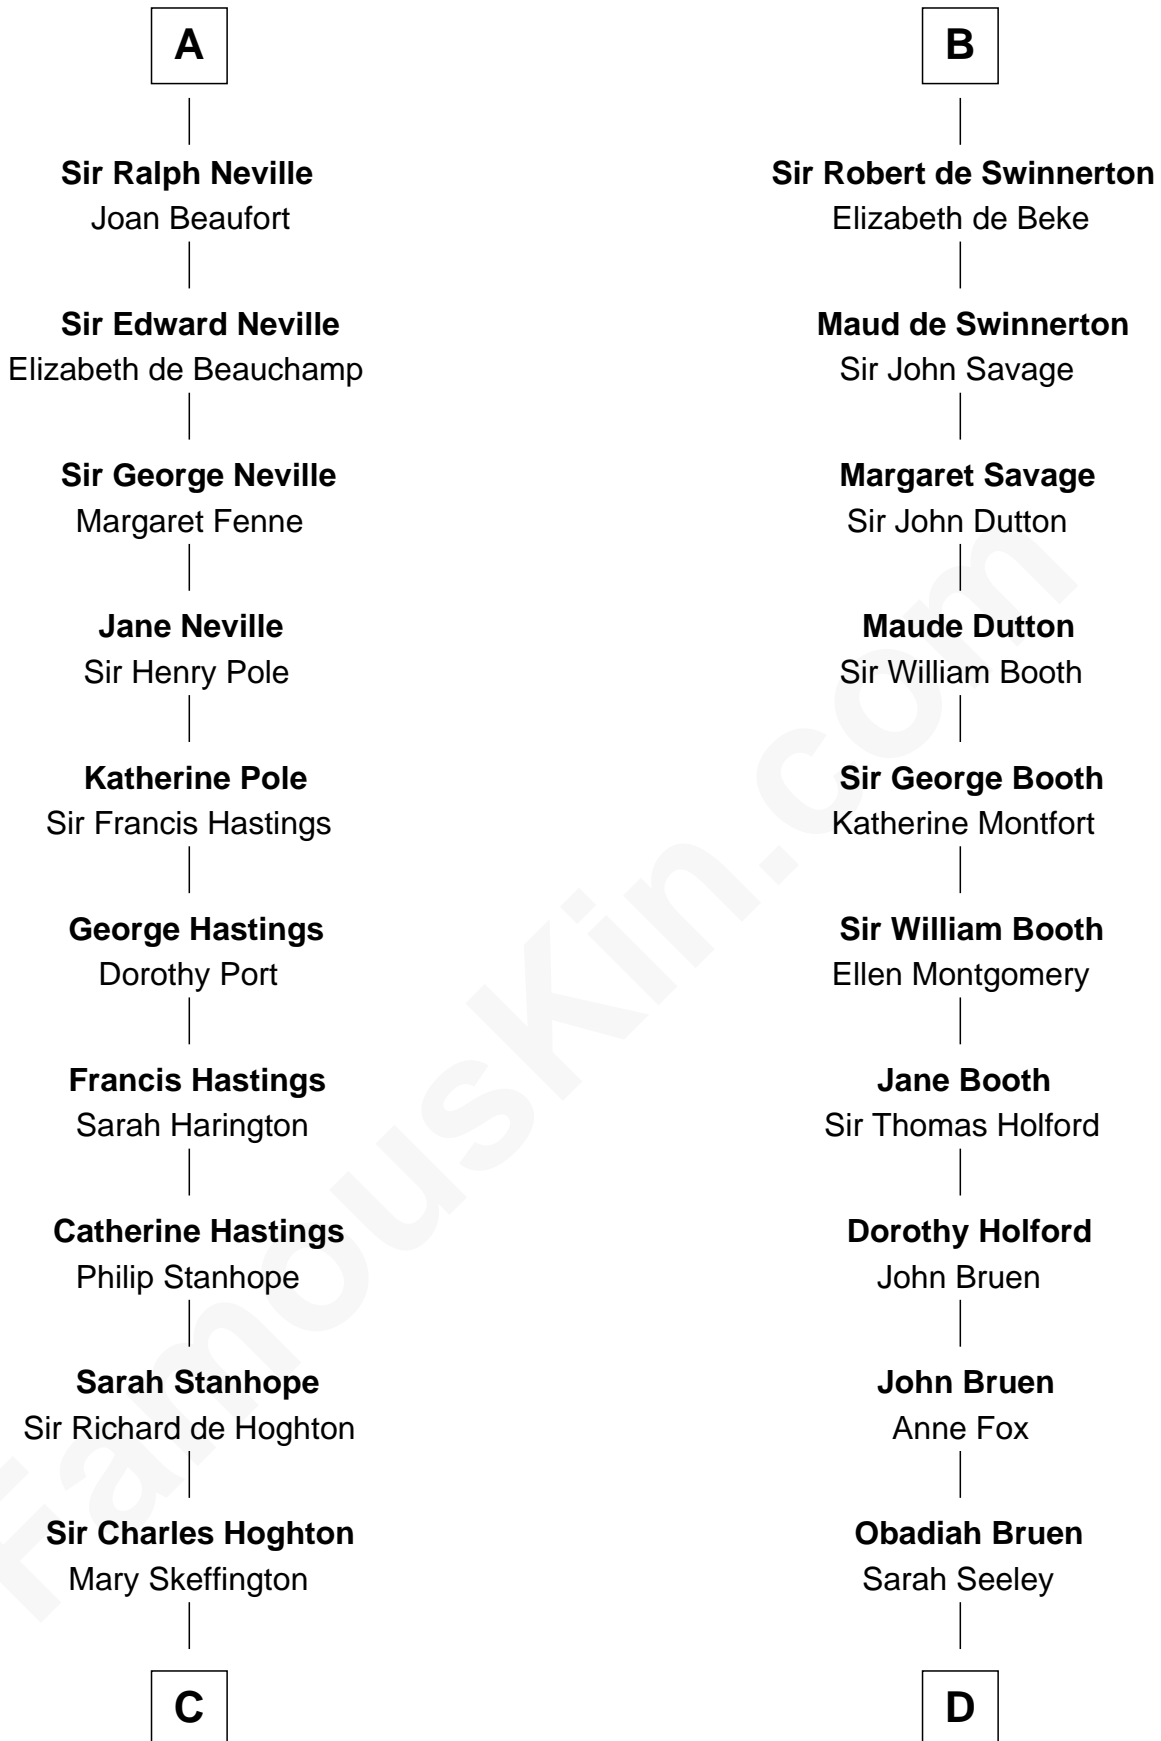 A
Sir Ralph Neville
Joan Beaufort
Sir Edward Neville
Elizabeth de Beauchamp
Sir George Neville
Margaret Fenne
Jane Neville
Sir Henry Pole
Katherine Pole
Sir Francis Hastings
George Hastings
Dorothy Port
Francis Hastings
Sarah Harington
Catherine Hastings
Philip Stanhope
Sarah Stanhope
Sir Richard de Hoghton
Sir Charles Hoghton
Mary Skeffington
C
B
Sir Robert de Swinnerton
Elizabeth de Beke
Maud de Swinnerton
Sir John Savage
Margaret Savage
Sir John Dutton
Maude Dutton
Sir William Booth
Sir George Booth
Katherine Montfort
Sir William Booth
Ellen Montgomery
Jane Booth
Sir Thomas Holford
Dorothy Holford
John Bruen
John Bruen
Anne Fox
Obadiah Bruen
Sarah Seeley
D
FamousKin.com